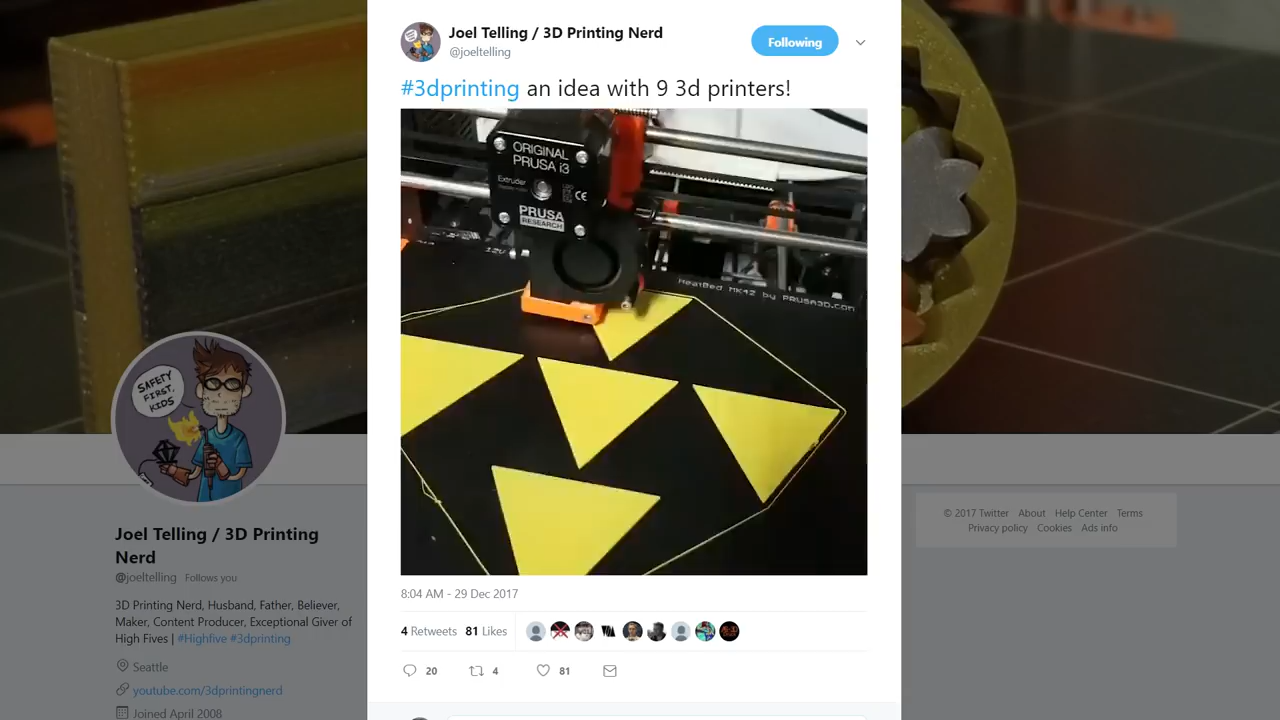 Joel Telling / 3D Printing Nerd
@joeltelling
Following
#3dprinting an idea with 9 3d printers!
ORIGINAL
PRUSA i3
Extruder
PRUSA
RESEARCH
HeatBed MK42 by PRUSA3D.com
8:04 AM - 29 Dec 2017
4 Retweets 81 Likes
20 4 81
SAFETY
FIRST,
KIDS
Joel Telling / 3D Printing
Nerd
@joeltelling Follows you
3D Printing Nerd, Husband, Father, Believer,
Maker, Content Producer, Exceptional Giver of
High Fives | #Highfive #3dprinting
Seattle
youtube.com/3dprintingnerd
Joined April 2008
© 2017 Twitter About Help Center Terms
Privacy policy Cookies Ads info